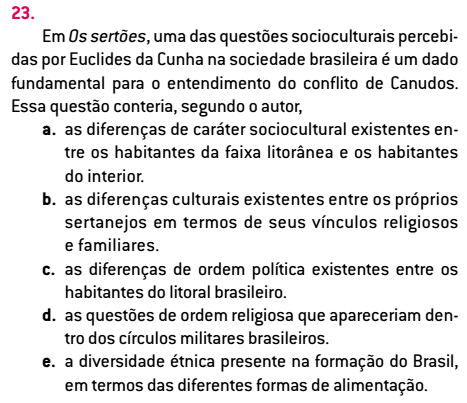 23.
Em Os sertões, uma das questões socioculturais percebi-
das por Euclides da Cunha na sociedade brasileira é um dado
fundamental para o entendimento do conflito de Canudos.
Essa questão conteria, segundo o autor,
a. as diferenças de caráter sociocultural existentes en-
tre os habitantes da faixa litorânea e os habitantes
do interior.
b. as diferenças culturais existentes entre os próprios
sertanejos em termos de seus vínculos religiosos
e familiares.
c. as diferenças de ordem política existentes entre os
habitantes do litoral brasileiro.
d. as questões de ordem religiosa que apareceriam den-
tro dos círculos militares brasileiros.
e. a diversidade étnica presente na formação do Brasil,
em termos das diferentes formas de alimentação.